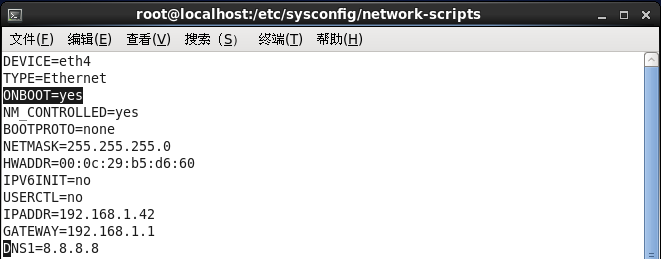 root@localhost:/etc/sysconfig/network-scripts
文件(F) 编辑(E) 查看(V) 搜索 (S) 终端(T) 帮助(H)
DEVICE=eth4
TYPE=Ethernet
ONBOOT=yes
NM_CONTROLLED=yes
BOOTPROTO=none
NETMASK=255.255.255.0
HWADDR=00:0c:29:b5:d6:60
IPV6INIT=no
USERCTL=no
IPADDR=192.168.1.42
GATEWAY=192.168.1.1
DNS1=8.8.8.8